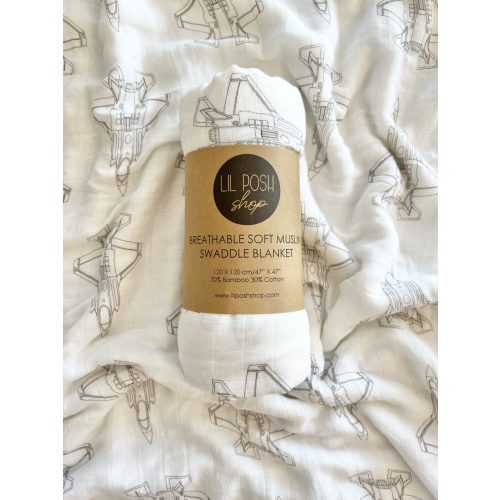 LIL POSH
shop
BREATHABLE SOFT MUSLIN
SWADDLE BLANKET
120 X 120 cm/47" X 47"
70% Bamboo 30% Cotton
www.lilposhshop.com